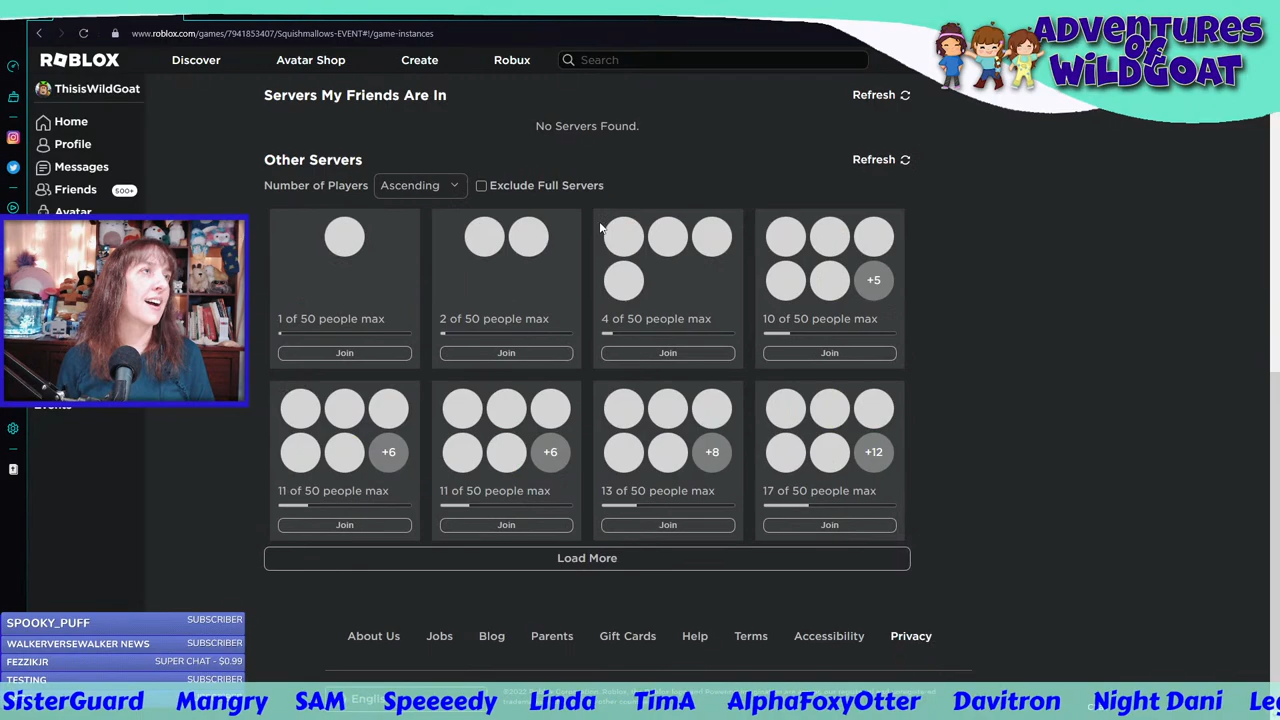 www.roblox.com/games/7941853407/Squishmallows-EVENT#!/game-instances
ADVENTURES
OF
WILDGOAT
ROBLOX
Discover
Avatar Shop
Create
Robux
Search
ThisisWildGoat
Home
Profile
Messages
Friends
500+
Avatar
Servers My Friends Are In
Refresh
No Servers Found.
Other Servers
Refresh
Number of Players
Ascending
Exclude Full Servers
1 of 50 people max
Join
2 of 50 people max
Join
4 of 50 people max
Join
+5
10 of 50 people max
Join
+6
11 of 50 people max
Join
+6
11 of 50 people max
Join
+8
13 of 50 people max
Join
+12
17 of 50 people max
Join
Load More
Events
About Us
Jobs
Blog
Parents
Gift Cards
Help
Terms
Accessibility
Privacy
SPOOKY_PUFF SUBSCRIBER
WALKERVERSEWALKER NEWS SUBSCRIBER
FEZZIKJR SUPER CHAT - $0.99
TESTING SUBSCRIBER
SisterGuard Mangry SAM Speeeedy Linda TimA AlphaFoxyOtter Davitron Night Dani